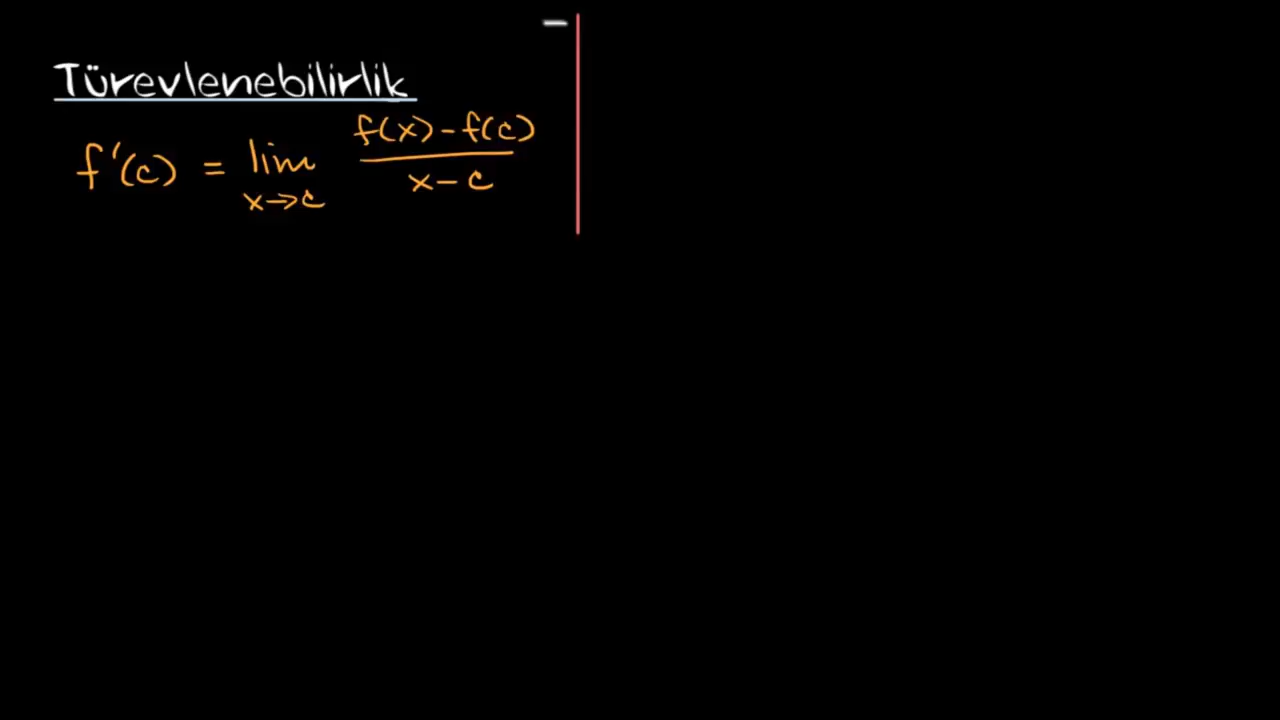 Türevlenebilirlik
f'(c) = lim x→c f(x) - f(c) / x - c